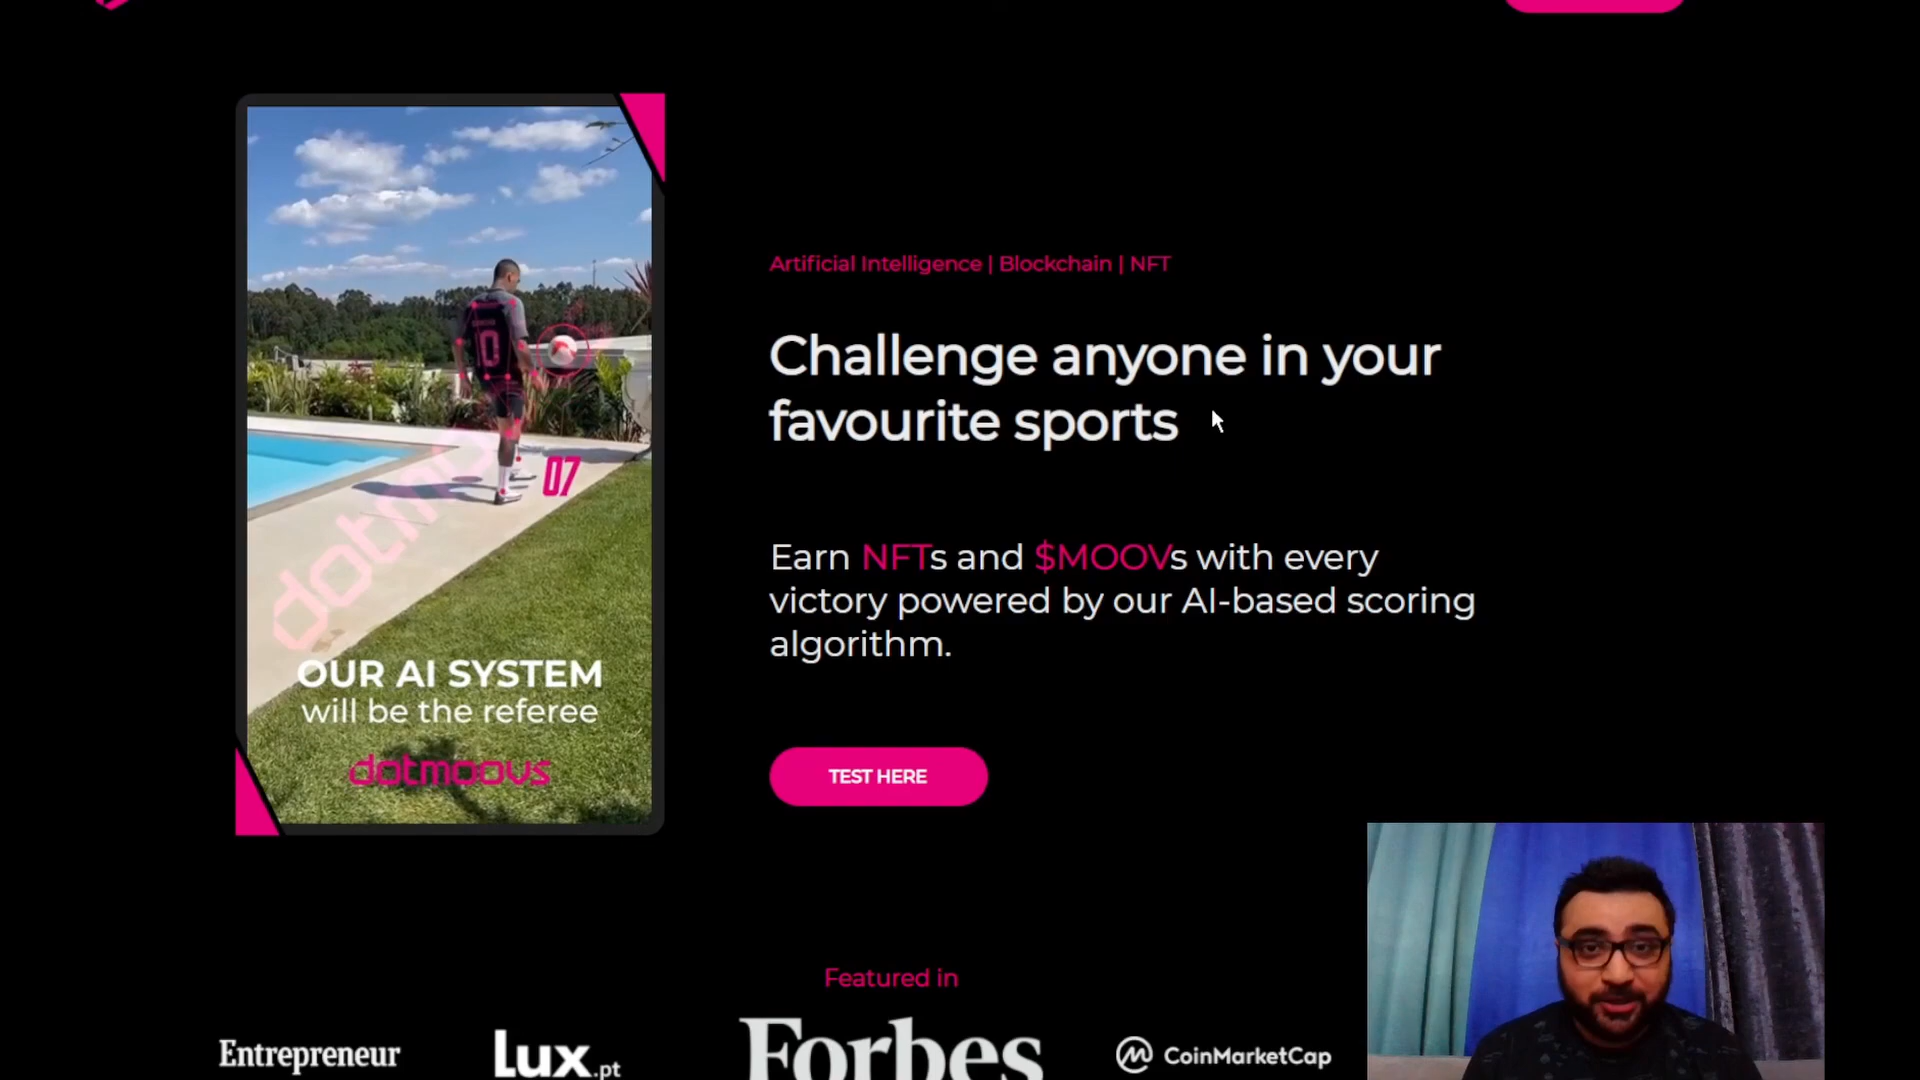 Artificial Intelligence | Blockchain | NFT
Challenge anyone in your
favourite sports
Earn NFTs and $MOOVs with every
victory powered by our AI-based scoring
algorithm.
TEST HERE
10
07
dotmo
OUR AI SYSTEM
will be the referee
dotmoovs
Featured in
Entrepreneur
Lux.pt
Forbes
CoinMarketCap